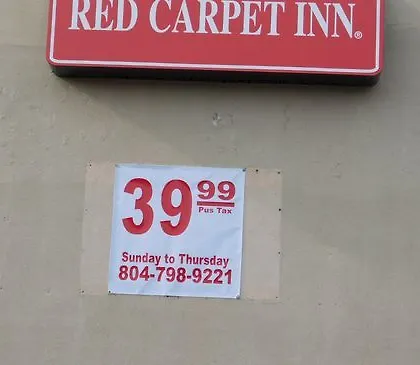 RED CARPET INN®
39 99
Pus Tax
Sunday to Thursday
804-798-9221